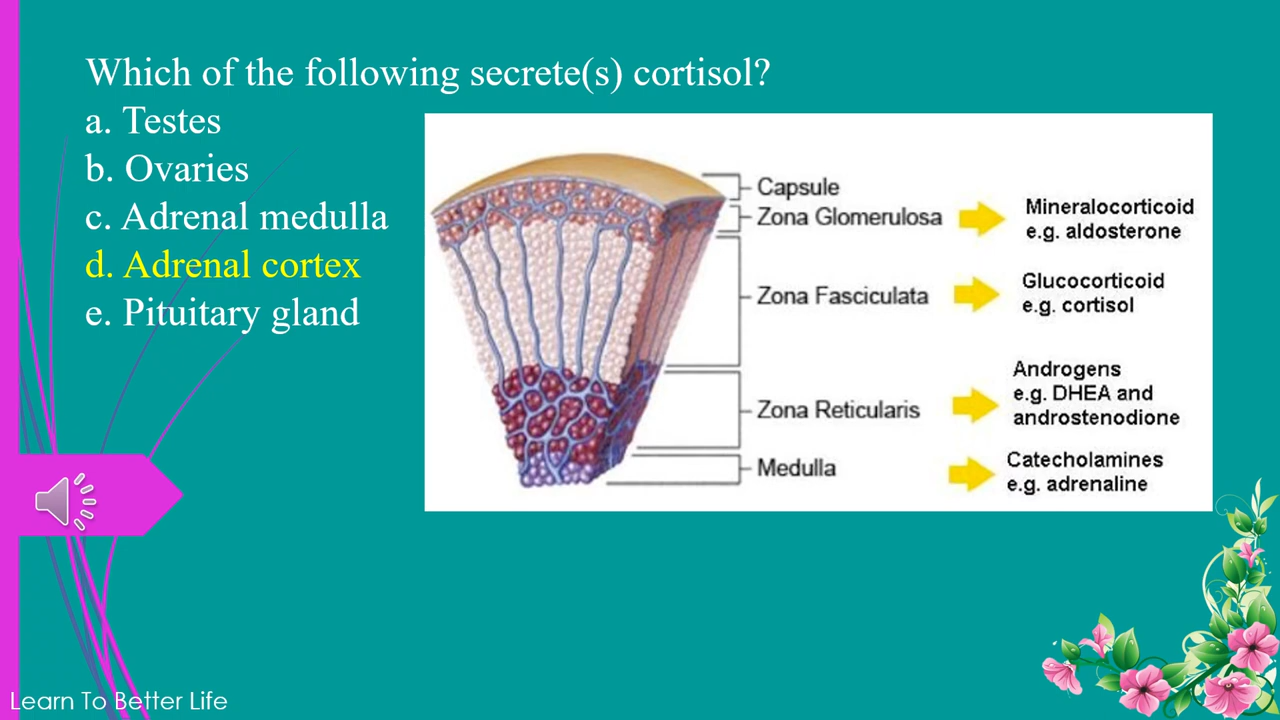 Which of the following secrete(s) cortisol?
a. Testes
b. Ovaries
c. Adrenal medulla
d. Adrenal cortex
e. Pituitary gland
Capsule
Zona Glomerulosa
Mineralocorticoid
e.g. aldosterone
Zona Fasciculata
Glucocorticoid
e.g. cortisol
Zona Reticularis
Androgens
e.g. DHEA and
androstenodione
Medulla
Catecholamines
e.g. adrenaline
Learn To Better Life